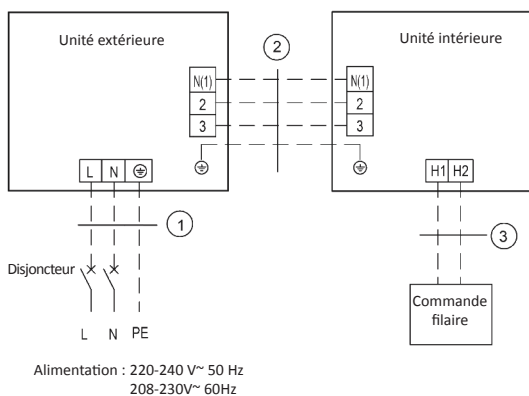 Unité extérieure
Unité intérieure
2
N(1)
2
3
N(1)
2
3
L N
H1 H2
1
3
Disjoncteur
Commande
filaire
L N PE
Alimentation : 220-240 V~ 50 Hz
208-230V~ 60Hz